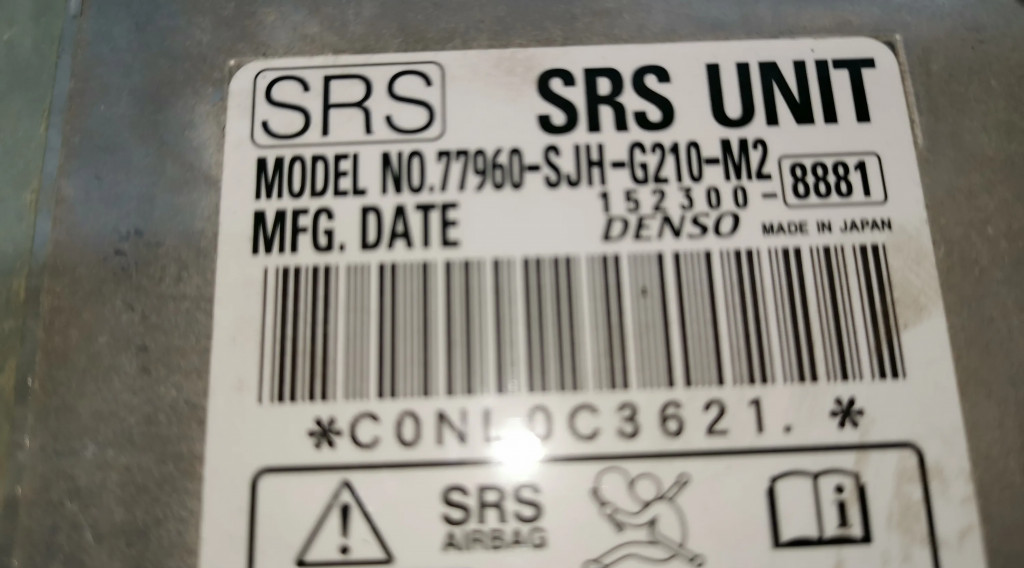 SRS SRS UNIT
MODEL NO.77960-SJH-G210-M2 8881
152300-
MFG. DATE DENSO MADE IN JAPAN
*C0NL0C3621. *
SRS
AIRBAG